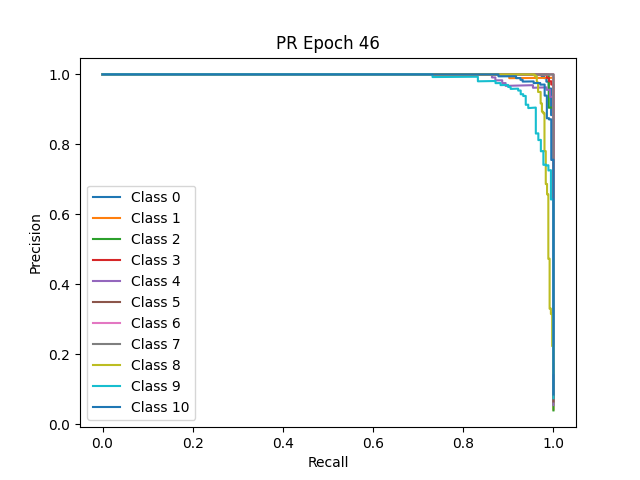 PR Epoch 46
1.0
0.8
0.6
0.4
0.2
0.0
Precision
Class 0
Class 1
Class 2
Class 3
Class 4
Class 5
Class 6
Class 7
Class 8
Class 9
Class 10
0.0 0.2 0.4 0.6 0.8 1.0
Recall